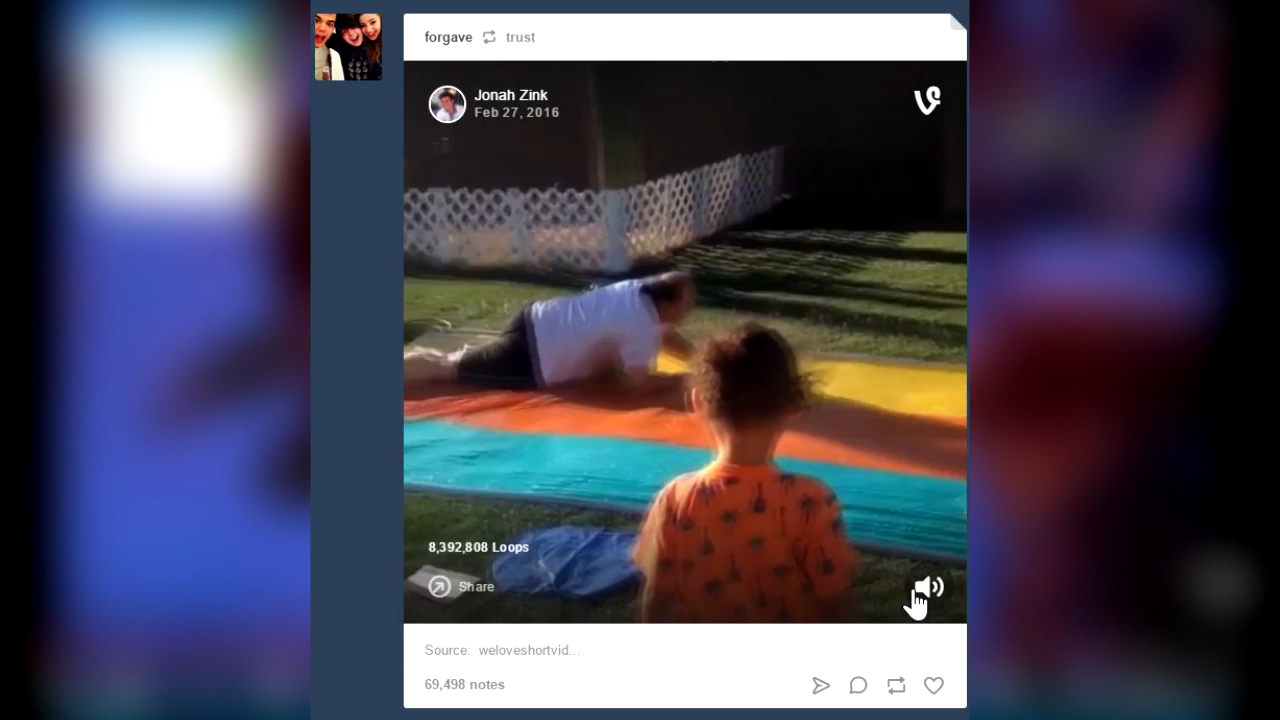 forgave trust
Jonah Zink
Feb 27, 2016
8,392,808 Loops
Share
Source: weloveshortvid...
69,498 notes